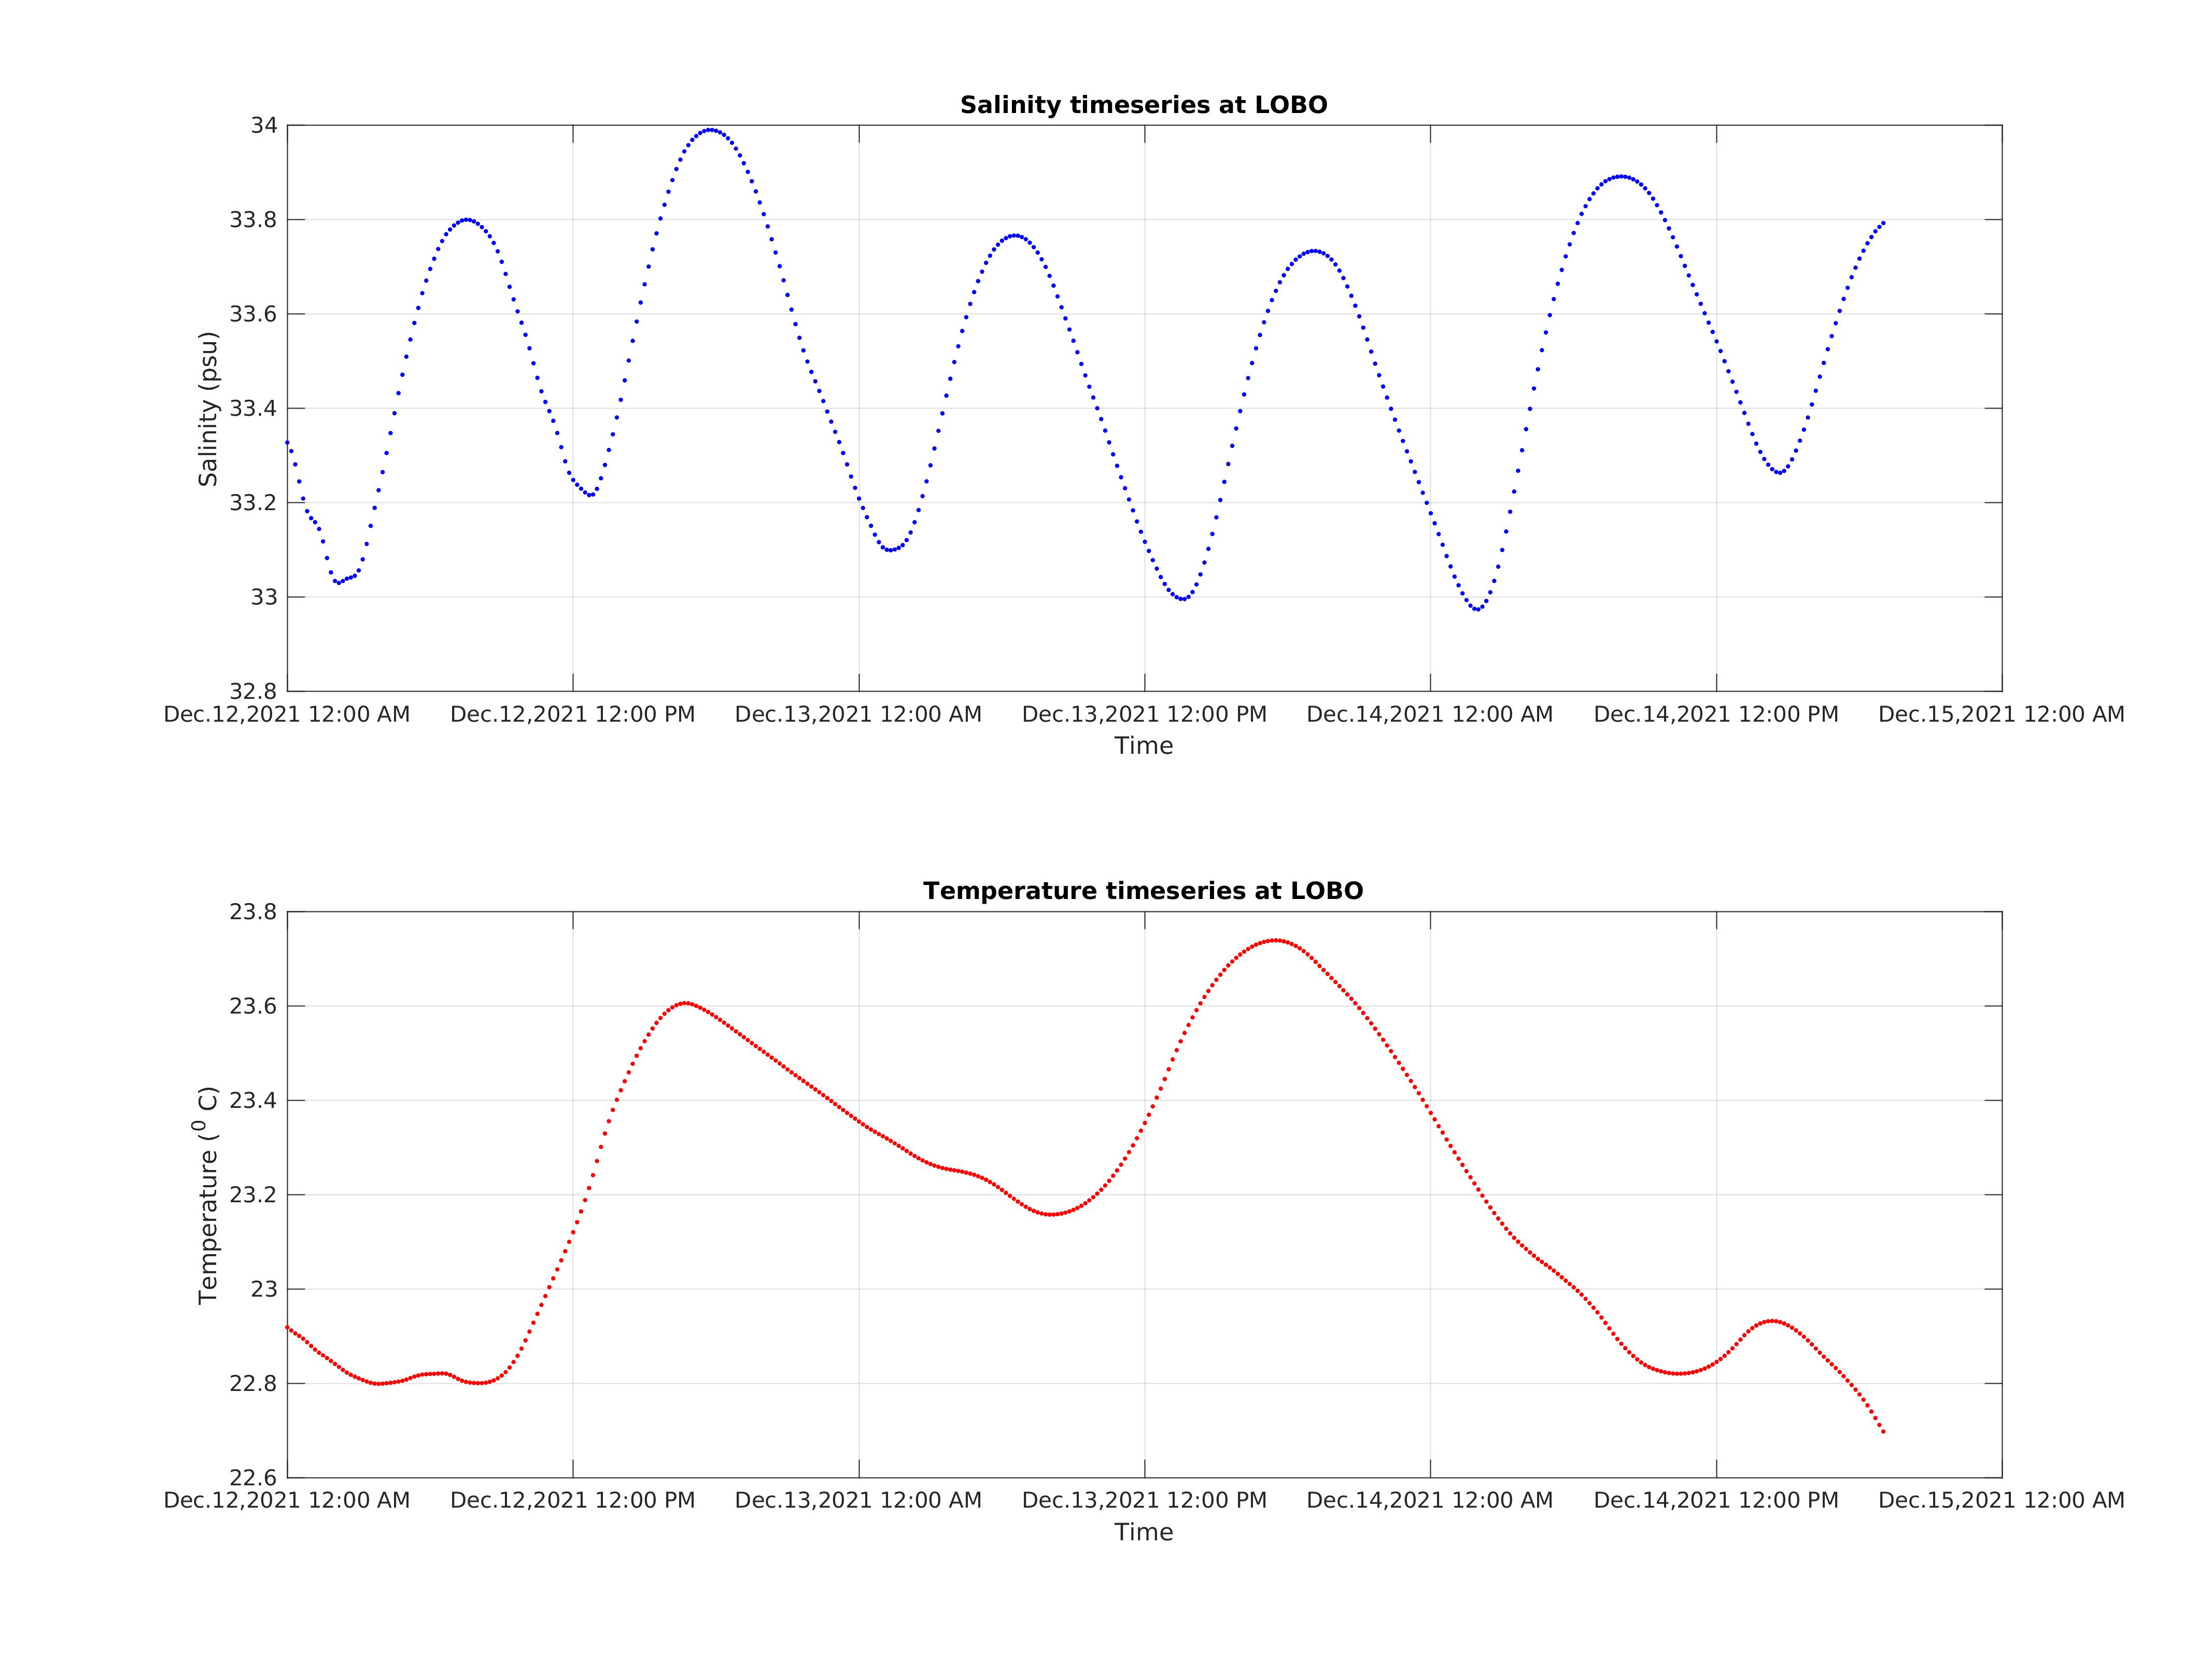 Salinity timeseries at LOBO
34
33.8
33.6
33.4
33.2
33
32.8
Salinity (psu)
Dec.12,2021 12:00 AM Dec.12,2021 12:00 PM Dec.13,2021 12:00 AM Dec.13,2021 12:00 PM Dec.14,2021 12:00 AM Dec.14,2021 12:00 PM Dec.15,2021 12:00 AM
Time
Temperature timeseries at LOBO
23.8
23.6
23.4
23.2
23
22.8
22.6
Temperature (⁰ C)
Dec.12,2021 12:00 AM Dec.12,2021 12:00 PM Dec.13,2021 12:00 AM Dec.13,2021 12:00 PM Dec.14,2021 12:00 AM Dec.14,2021 12:00 PM Dec.15,2021 12:00 AM
Time